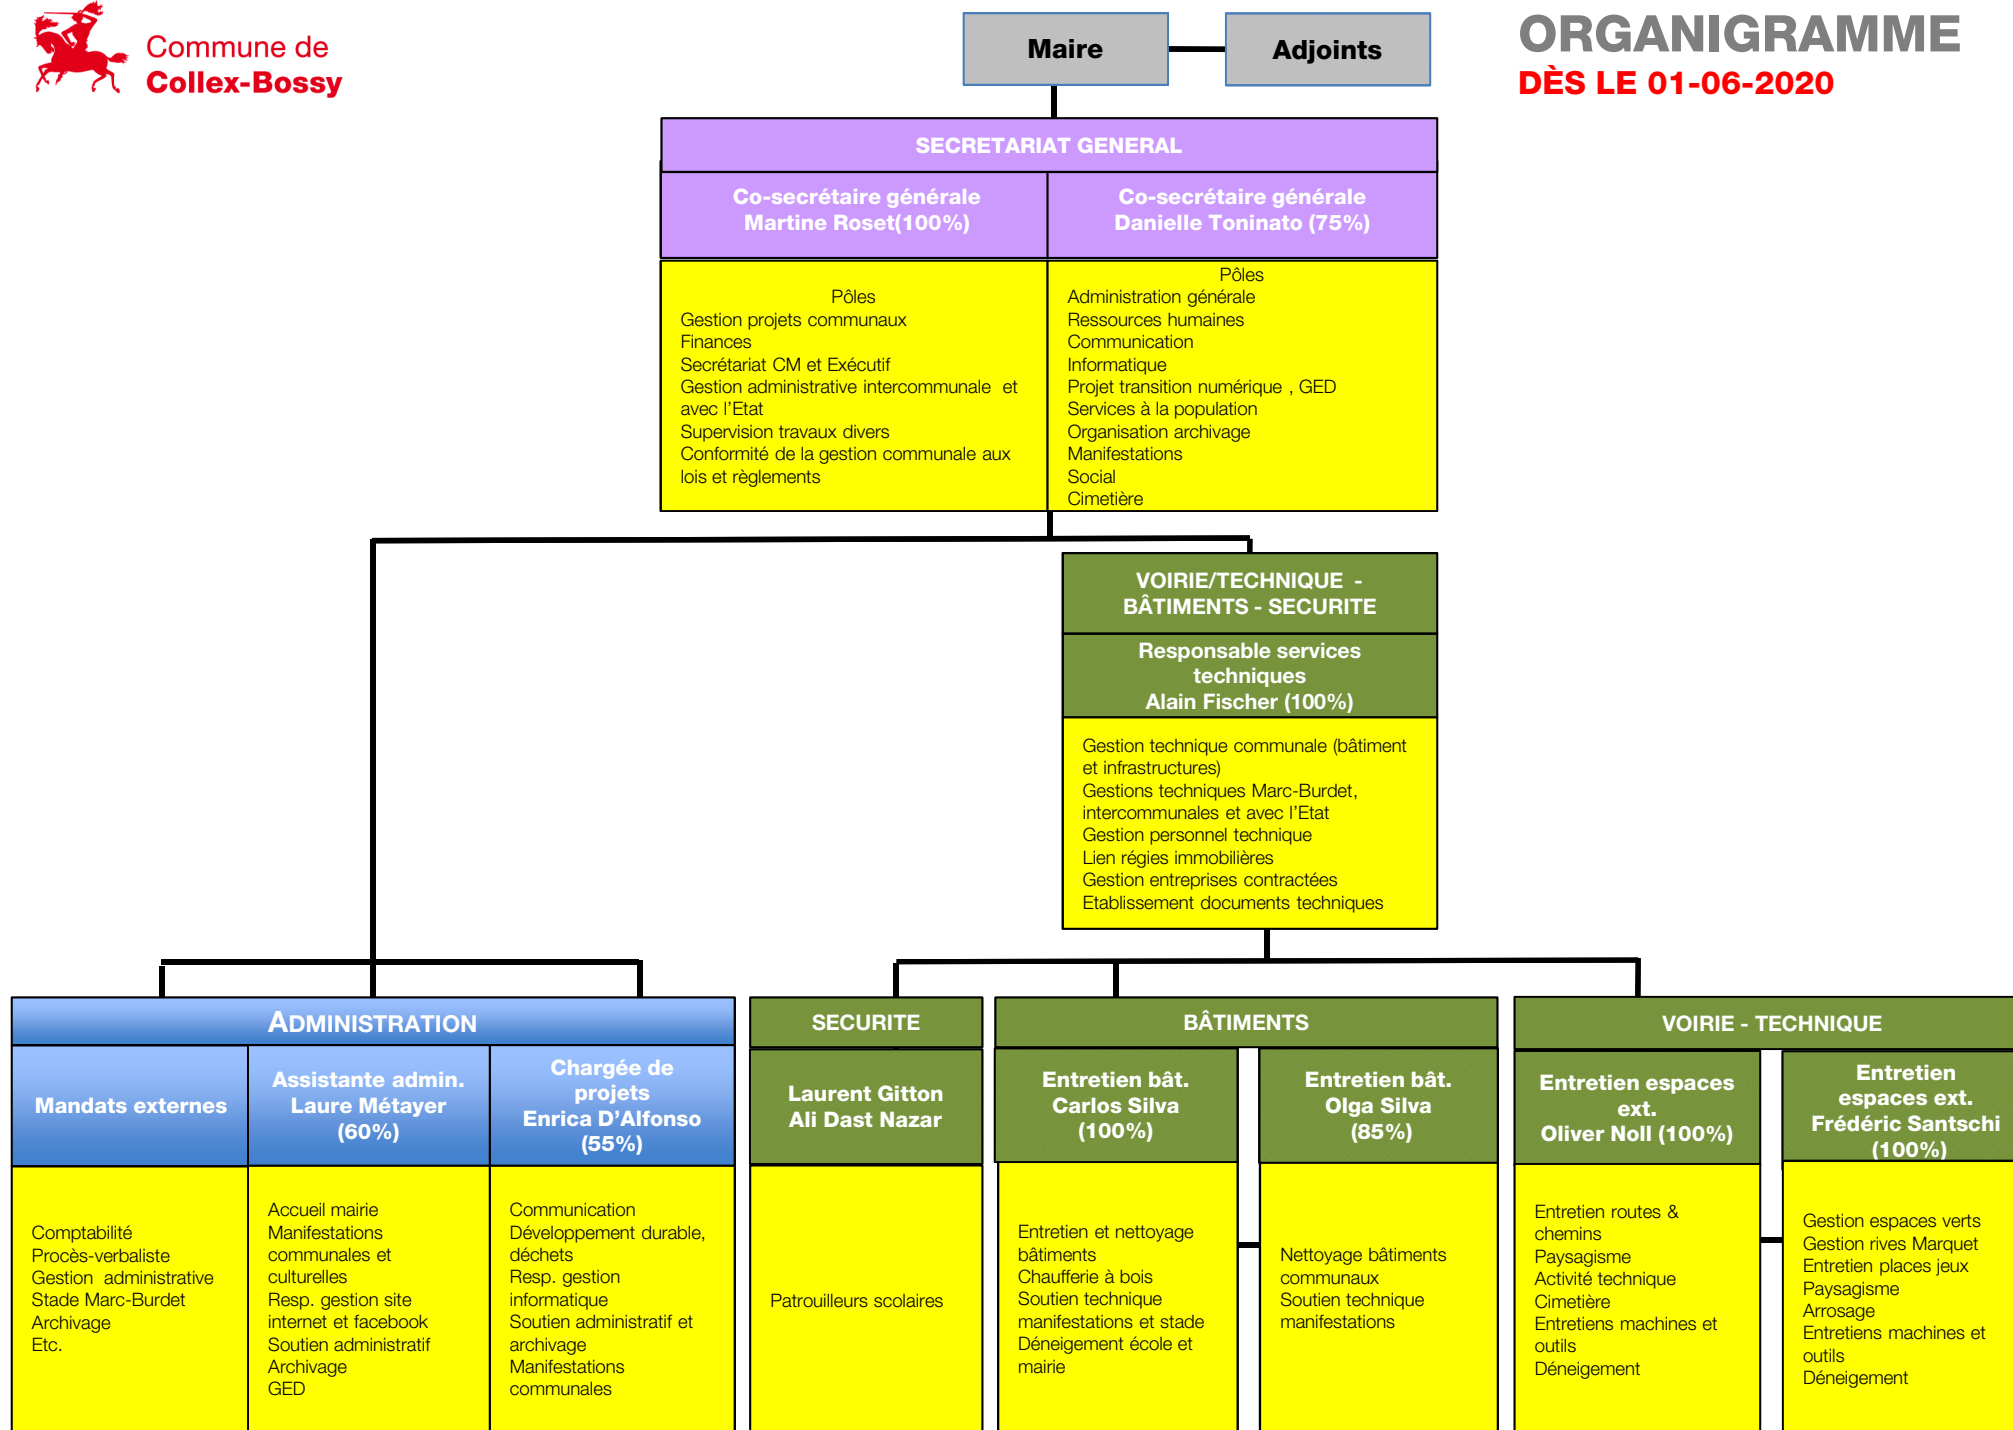 Commune de
Collex-Bossy
Maire
Adjoints
ORGANIGRAMME
DÈS LE 01-06-2020
SECRETARIAT GENERAL
Co-secrétaire générale
Martine Roset(100%)
Co-secrétaire générale
Danielle Toninato (75%)
Pôles
Gestion projets communaux
Finances
Secrétariat CM et Exécutif
Gestion administrative intercommunale  et
avec l'Etat
Supervision travaux divers
Conformité de la gestion communale aux
lois et règlements
Pôles
Administration générale
Ressources humaines
Communication
Informatique
Projet transition numérique , GED
Services à la population
Organisation archivage
Manifestations
Social
Cimetière
VOIRIE/TECHNIQUE  -
BÂTIMENTS - SECURITE
Responsable services
techniques
Alain Fischer (100%)
Gestion technique communale (bâtiment
et infrastructures)
Gestions techniques Marc-Burdet,
intercommunales et avec l'Etat
Gestion personnel technique
Lien régies immobilières
Gestion entreprises contractées
Etablissement documents techniques
ADMINISTRATION
Mandats externes
Assistante admin.
Laure Métayer
(60%)
Chargée de
projets
Enrica D'Alfonso
(55%)
Comptabilité
Procès-verbaliste
Gestion  administrative
Stade Marc-Burdet
Archivage
Etc.
Accueil mairie
Manifestations
communales et
culturelles
Resp. gestion site
internet et facebook
Soutien administratif
Archivage
GED
Communication
Développement durable,
déchets
Resp. gestion
informatique
Soutien administratif et
archivage
Manifestations
communales
SECURITE
Laurent Gitton
Ali Dast Nazar
Patrouilleurs scolaires
BÂTIMENTS
Entretien bât.
Carlos Silva
(100%)
Entretien bât.
Olga Silva
(85%)
Entretien et nettoyage
bâtiments
Chaufferie à bois
Soutien technique
manifestations et stade
Déneigement école et
mairie
Nettoyage bâtiments
communaux
Soutien technique
manifestations
VOIRIE - TECHNIQUE
Entretien espaces
ext.
Oliver Noll (100%)
Entretien
espaces ext.
Frédéric Santschi
(100%)
Entretien routes &
chemins
Paysagisme
Activité technique
Cimetière
Entretiens machines et
outils
Déneigement
Gestion espaces verts
Gestion rives Marquet
Entretien places jeux
Paysagisme
Arrosage
Entretiens machines et
outils
Déneigement